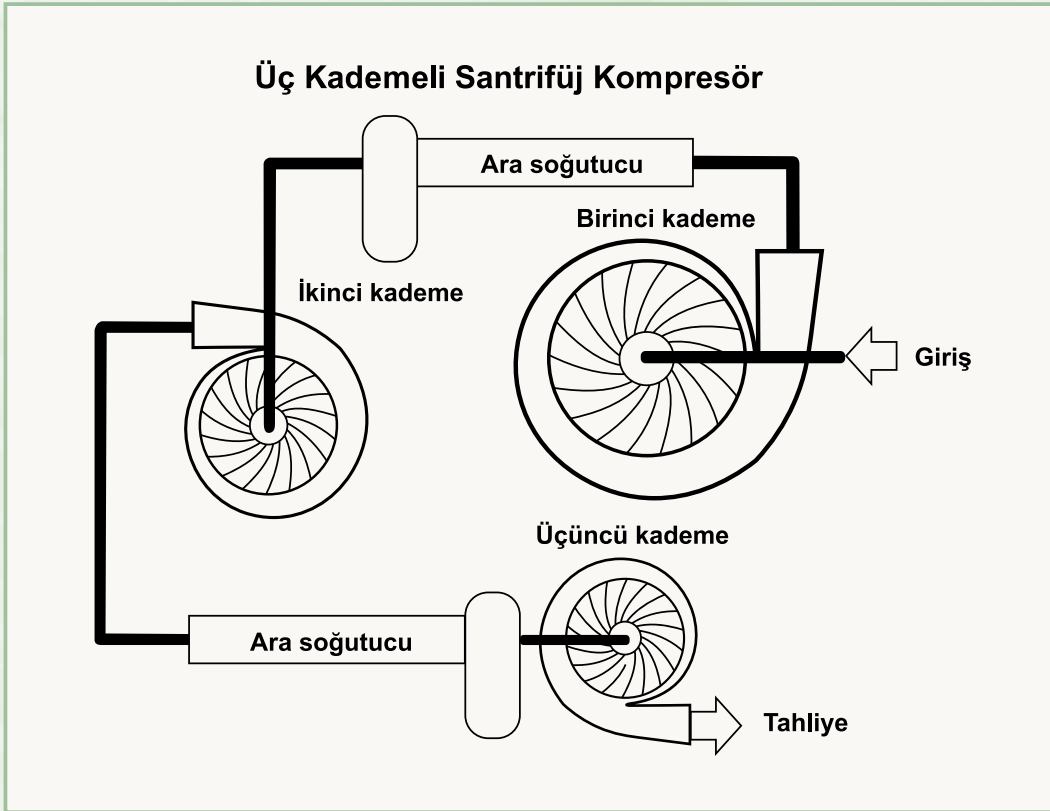 Üç Kademeli Santrifüj Kompresör
Ara soğutucu
Birinci kademe
İkinci kademe
Giriş
Üçüncü kademe
Ara soğutucu
Tahliye